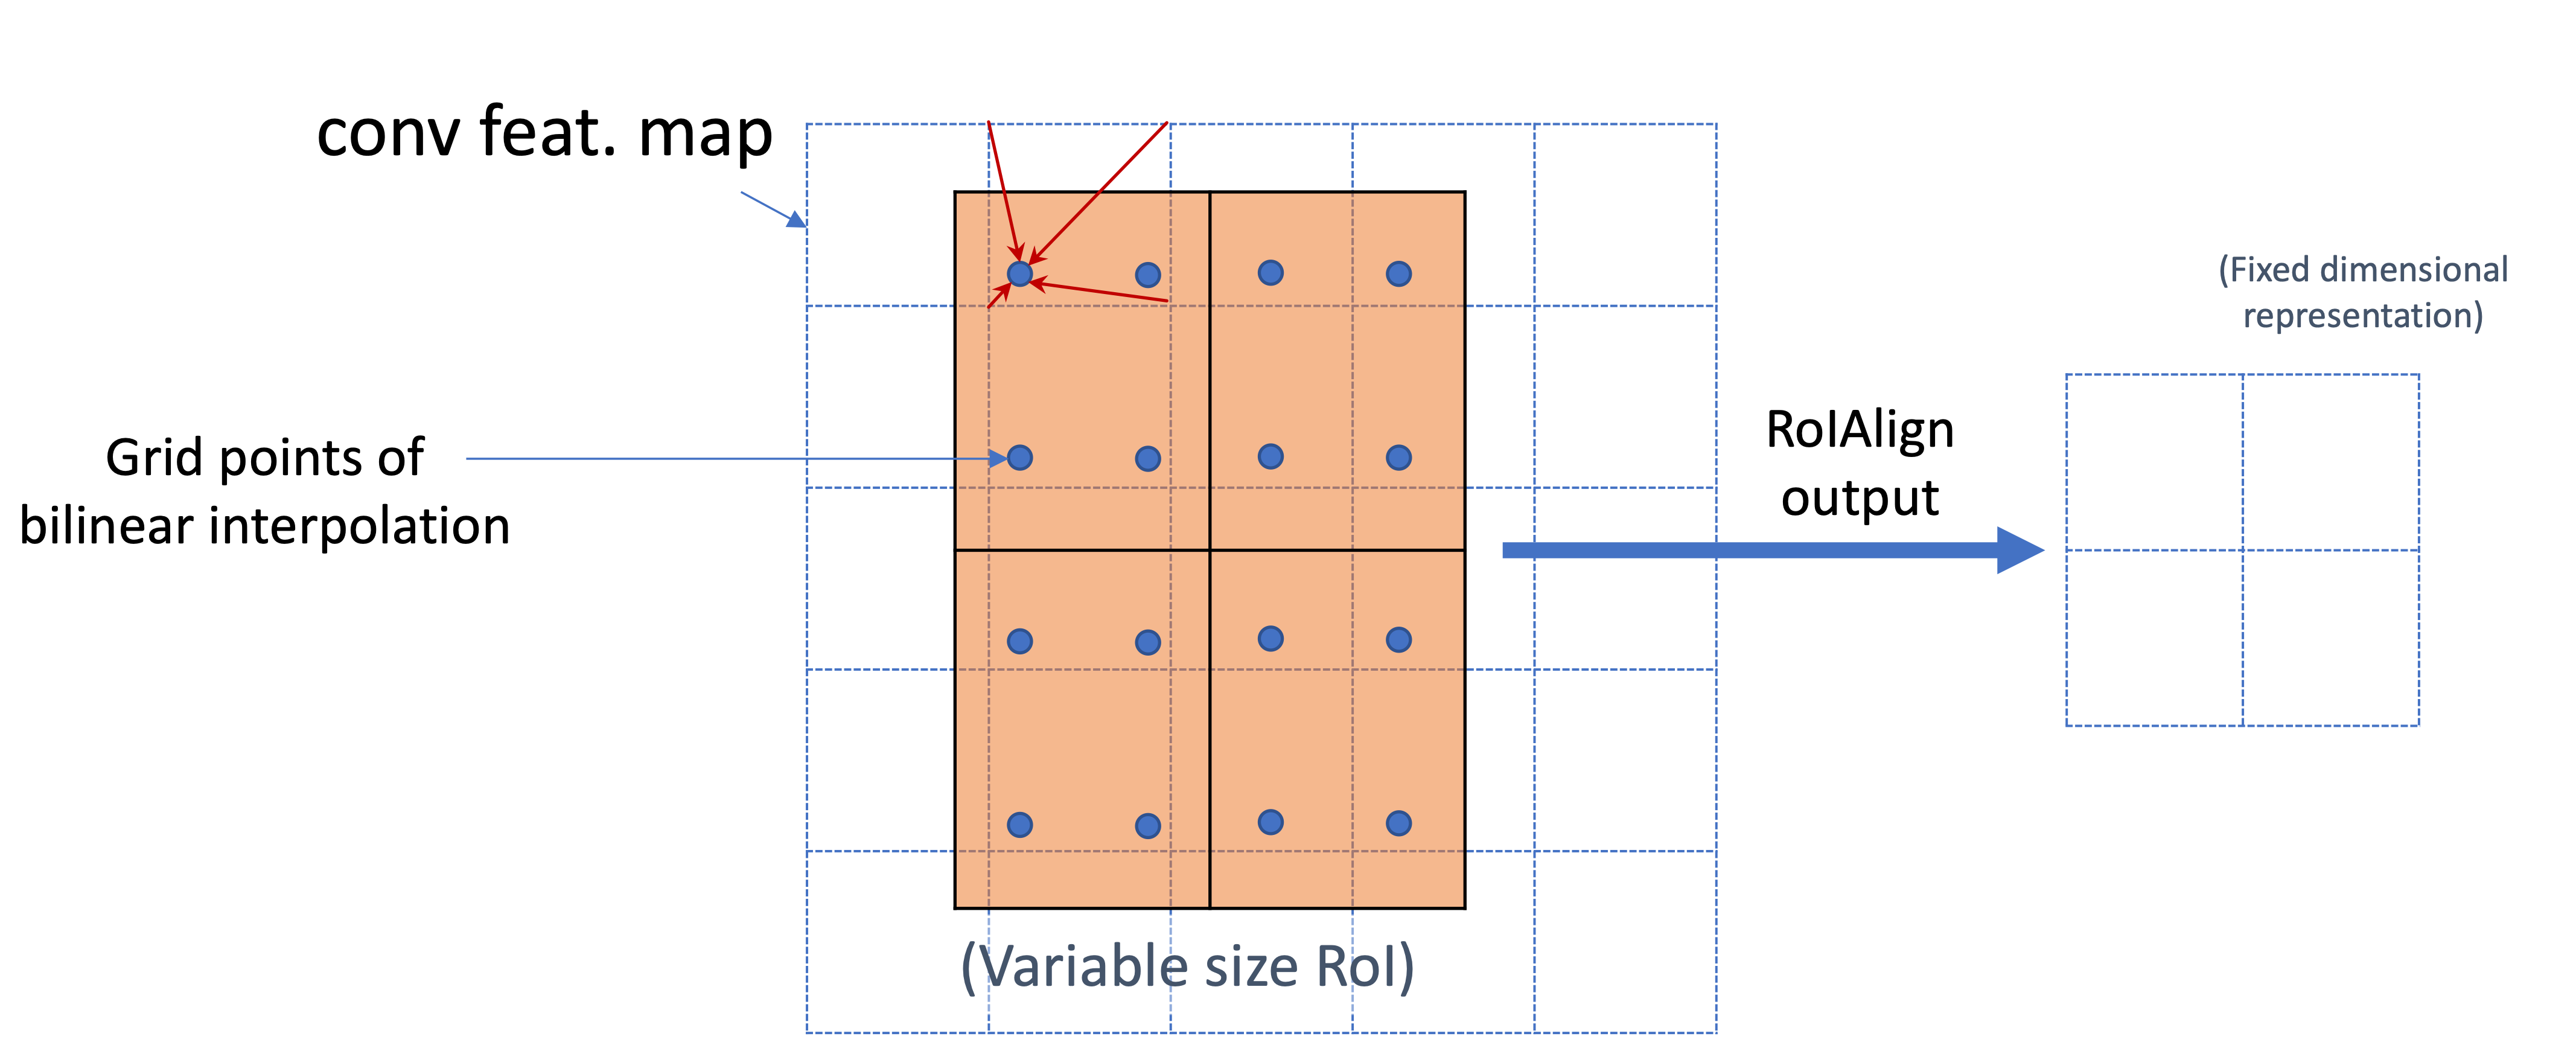 conv feat. map
(Fixed dimensional
representation)
Grid points of
bilinear interpolation
RoIAlign
output
(Variable size RoI)